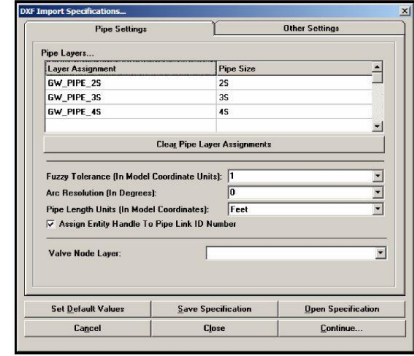 DXF Import Specifications...
Pipe Settings
Other Settings
Pipe Layers...
Layer Assignment Pipe Size
GW_PIPE_2S 2S
GW_PIPE_3S 3S
GW_PIPE_4S 4S
Clear Pipe Layer Assignments
Fuzzy Tolerance (In Model Coordinate Units): 1
Arc Resolution (In Degrees): 0
Pipe Length Units (In Model Coordinates): Feet
Assign Entity Handle To Pipe Link ID Number
Valve Node Layer:
Set Default Values Save Specification Open Specification
Cancel Close Continue...